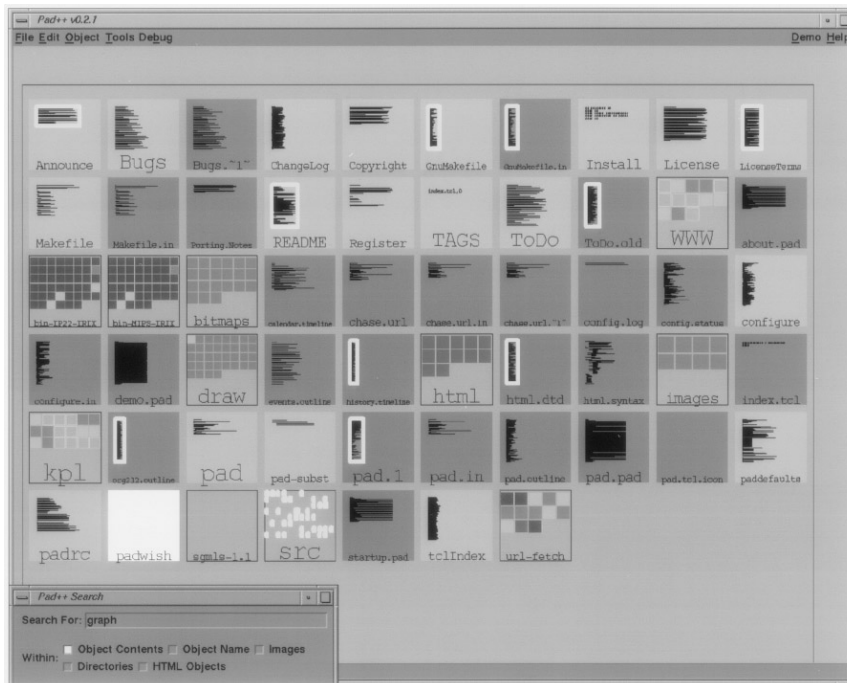 Pad++ v0.2.1
File Edit Object Tools Debug Demo Help
Announce Bugs Bugs.~1~ ChangeLog Copyright GnuMakefile GnuMakefile.in Install License LicenseTerms
Makefile Makefile.in Porting.Notes README Register TAGS ToDo ToDo.old WWW about.pad
bin-IP22-IRIX bin-MIPS-IRIX bitmaps calendar.timeline chase.url chase.url.in chase.url.~1~ config.log config.status configure
configure.in demo.pad draw events.outline history.timeline html html.dtd html.syntax images index.tcl
kpl pad pad-subst pad.1 pad.in pad.outline pad.pad pad.tcl.icon paddefaults
padrc padwish sgmls-1.1 src startup.pad tclIndex url-fetch
Pad++ Search
Search For: graph
Within: Object Contents Object Name Images
Directories HTML Objects